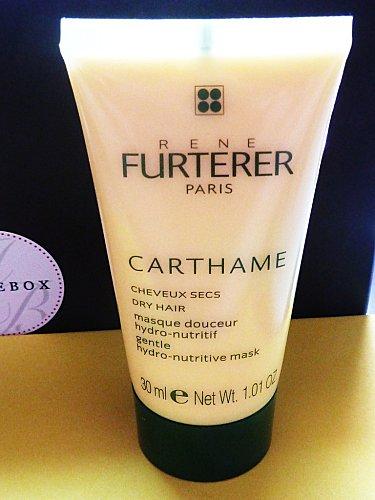 RENE
FURTERER
PARIS
CARTHAME
CHEVEUX SECS
DRY HAIR
masque douceur
hydro-nutritif
gentle
hydro-nutritive mask
30 ml e Net Wt. 1.01 OZ
EBOX